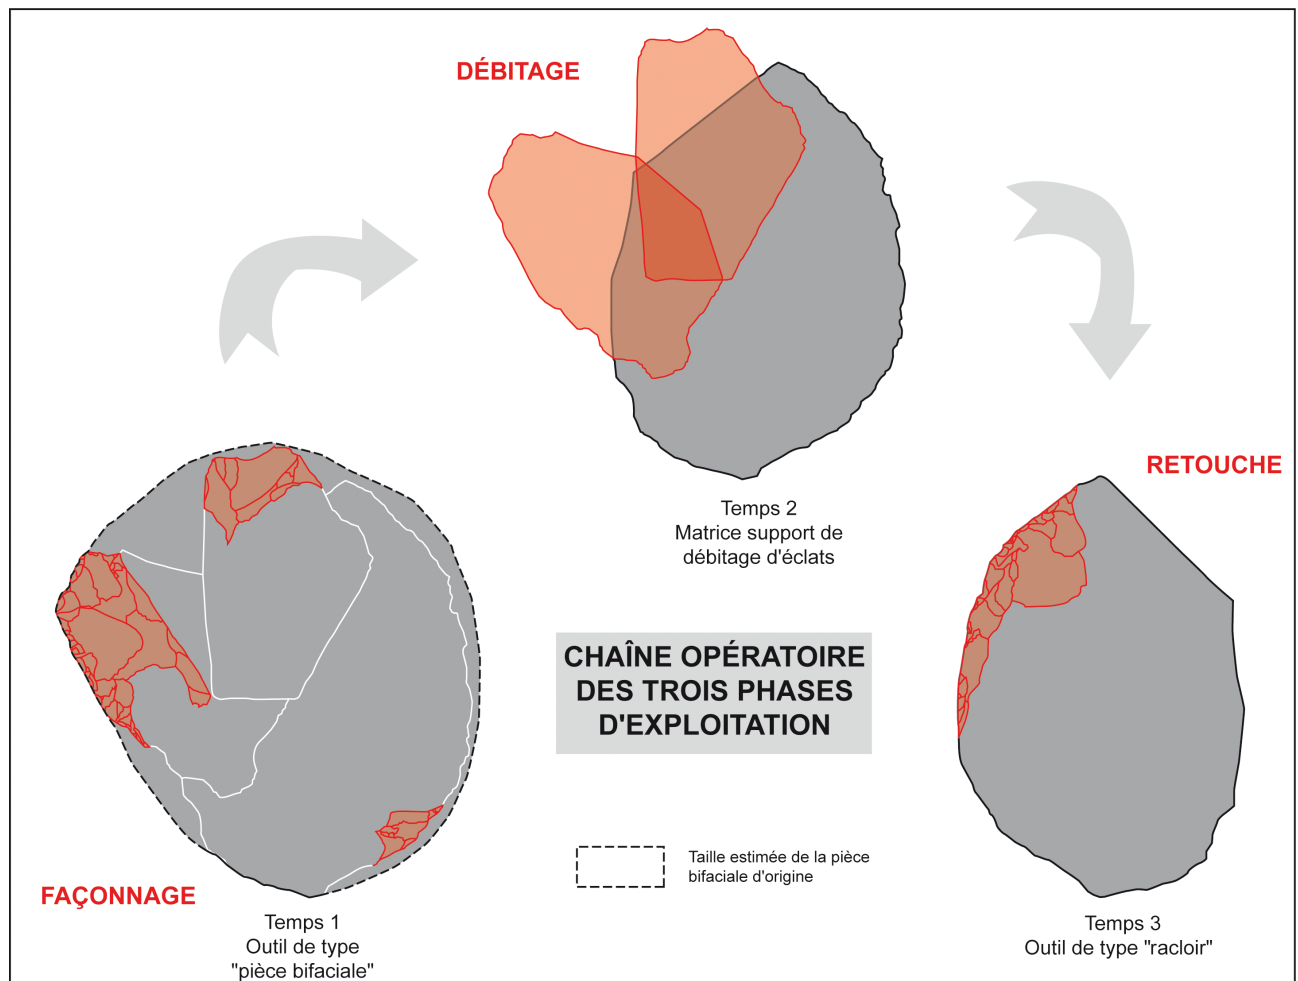 DÉBITAGE
Temps 2
Matrice support de
débitage d'éclats
RETOUCHE
CHAÎNE OPÉRATOIRE
DES TROIS PHASES
D'EXPLOITATION
Taille estimée de la pièce
bifaciale d'origine
FAÇONNAGE
Temps 1
Outil de type
"pièce bifaciale"
Temps 3
Outil de type "racloir"